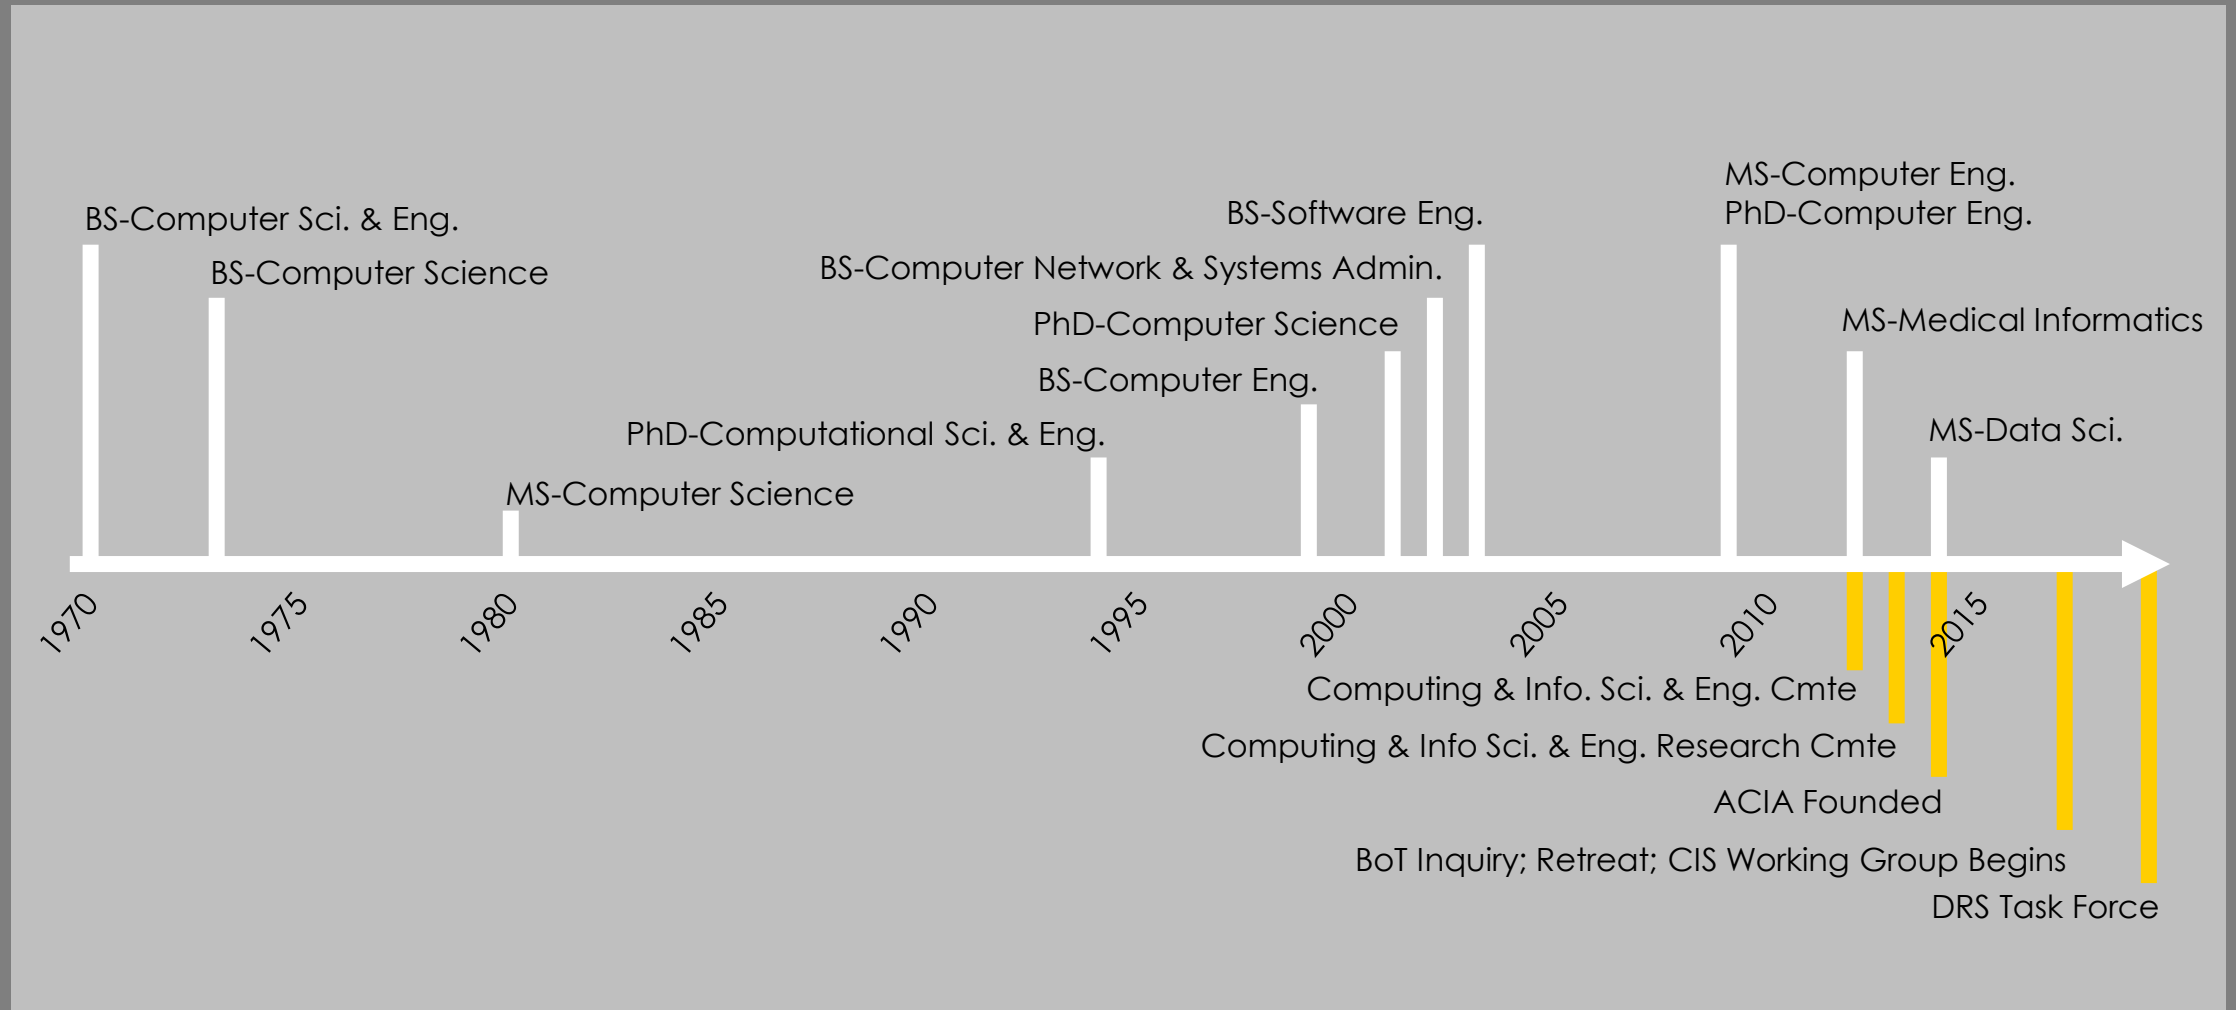 MS-Computer Eng.
PhD-Computer Eng.
BS-Computer Sci. & Eng.
BS-Software Eng.
BS-Computer Science
BS-Computer Network & Systems Admin.
PhD-Computer Science
MS-Medical Informatics
BS-Computer Eng.
PhD-Computational Sci. & Eng.
MS-Data Sci.
MS-Computer Science
1970
1975
1980
1985
1990
1995
2000
2005
2010
2015
Computing & Info. Sci. & Eng. Cmte
Computing & Info Sci. & Eng. Research Cmte
ACIA Founded
BoT Inquiry; Retreat; CIS Working Group Begins
DRS Task Force